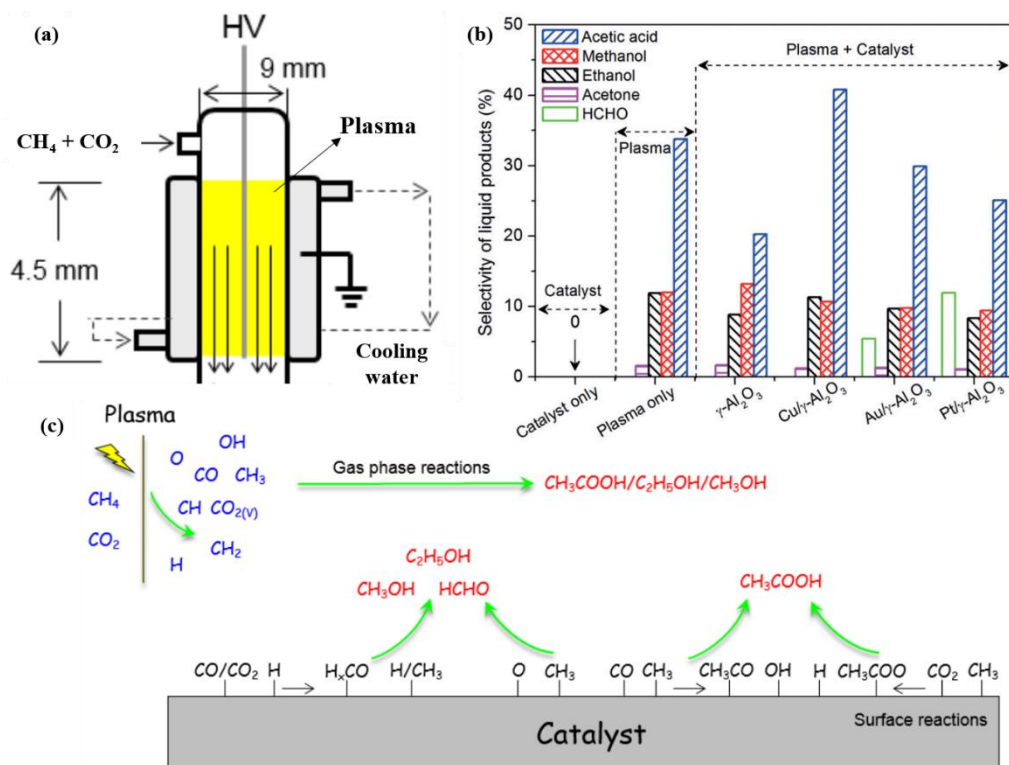 (a)
HV
9 mm
CH₄ + CO₂
Plasma
4.5 mm
Cooling
water
(b)
Selectivity of liquid products (%)
50
40
30
20
10
0
Acetic acid
Methanol
Ethanol
Acetone
HCHO
Plasma + Catalyst
Plasma
Catalyst
0
Catalyst only
Plasma only
γ-Al₂O₃
Cu/γ-Al₂O₃
Au/γ-Al₂O₃
Pt/γ-Al₂O₃
(c)
Plasma
CH₄
CO₂
OH
O
CO CH₃
CH CO₂(V)
CH₂
H
Gas phase reactions
CH₃COOH/C₂H₅OH/CH₃OH
C₂H₅OH
CH₃OH HCHO
CH₃COOH
CO/CO₂ H HₓCO H/CH₃ O CH₃ CO CH₃ CH₃CO OH H CH₃COO CO₂ CH₃
Surface reactions
Catalyst